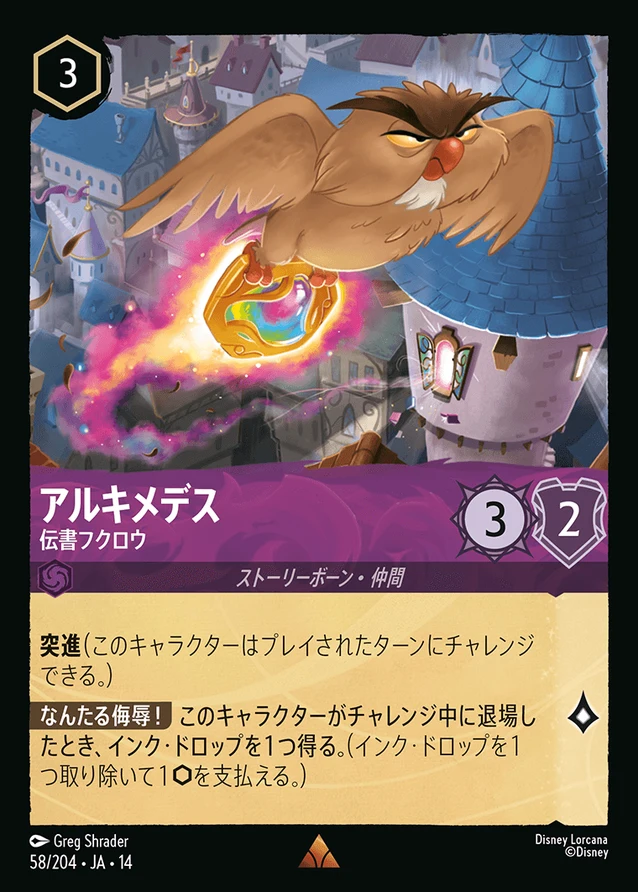 3
アルキメデス
伝書フクロウ
3
2
ストーリーボーン・仲間
突進(このキャラクターはプレイされたターンにチャレンジ
できる。)
なんたる侮辱! このキャラクターがチャレンジ中に退場し
たとき、インク・ドロップを1つ得る。(インク・ドロップを1
つ取り除いて1⬡を支払える。)
Greg Shrader
58/204 • JA • 14
Disney Lorcana
©Disney